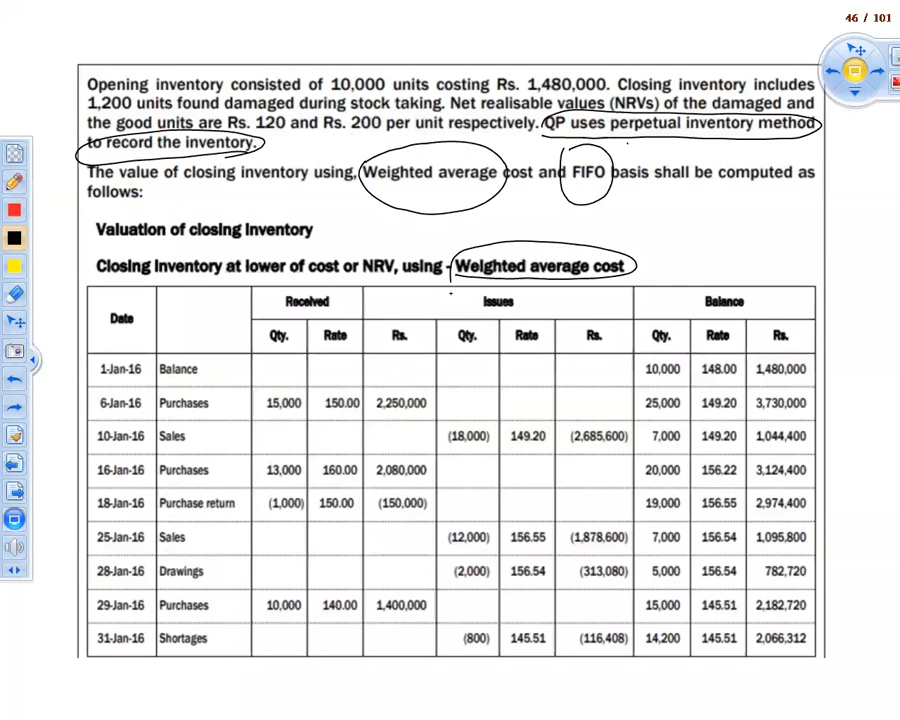 46 / 101
Opening inventory consisted of 10,000 units costing Rs. 1,480,000. Closing inventory includes
1,200 units found damaged during stock taking. Net realisable values (NRVs) of the damaged and
the good units are Rs. 120 and Rs. 200 per unit respectively. QP uses perpetual inventory method
to record the inventory.
The value of closing inventory using, Weighted average cost and FIFO basis shall be computed as
follows:
Valuation of closing inventory
Closing Inventory at lower of cost or NRV, using - Weighted average cost
Date Received Issues Balance
Qty. Rate Rs. Qty. Rate Rs. Qty. Rate Rs.
1-Jan-16 Balance 10,000 148.00 1,480,000
6-Jan-16 Purchases 15,000 150.00 2,250,000 25,000 149.20 3,730,000
10-Jan-16 Sales (18,000) 149.20 (2,685,600) 7,000 149.20 1,044,400
16-Jan-16 Purchases 13,000 160.00 2,080,000 20,000 156.22 3,124,400
18-Jan-16 Purchase return (1,000) 150.00 (150,000) 19,000 156.55 2,974,400
25-Jan-16 Sales (12,000) 156.55 (1,878,600) 7,000 156.54 1,095,800
28-Jan-16 Drawings (2,000) 156.54 (313,080) 5,000 156.54 782,720
29-Jan-16 Purchases 10,000 140.00 1,400,000 15,000 145.51 2,182,720
31-Jan-16 Shortages (800) 145.51 (116,408) 14,200 145.51 2,066,312